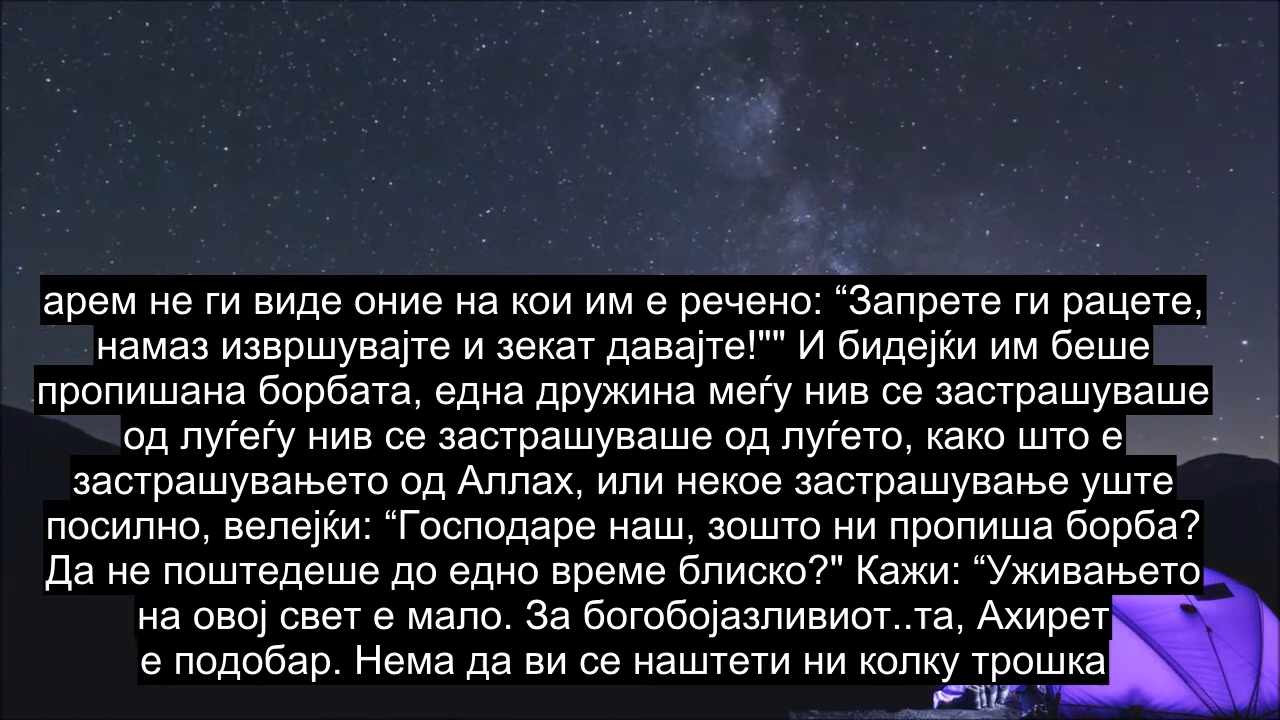 арем не ги виде оние на кои им е речено: “Запрете ги рацете,
намаз извршувајте и зекат давајте!"" И бидејќи им беше
пропишана борбата, една дружина меѓу нив се застрашуваше
од луѓеѓу нив се застрашуваше од луѓето, како што е
застрашувањето од Аллах, или некое застрашување уште
посилно, велејќи: “Господаре наш, зошто ни пропиша борба?
Да не поштедеше до едно време блиско?" Кажи: “Уживањето
на овој свет е мало. За богобојазливиот..та, Ахирет
е подобар. Нема да ви се наштети ни колку трошка